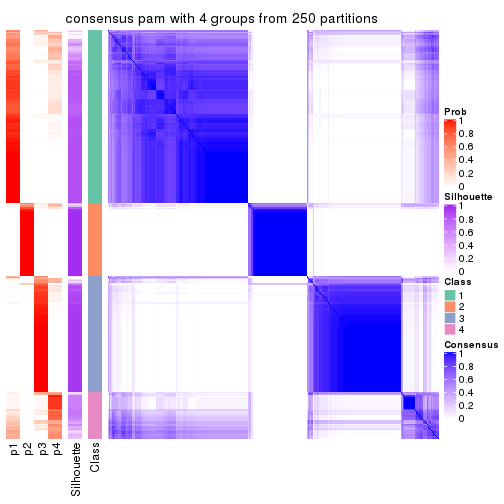 consensus pam with 4 groups from 250 partitions
Prob
1
0.8
0.6
0.4
0.2
0
Silhouette
1
0.8
0.6
0.4
0.2
0
Class
1
2
3
4
Consensus
1
0.8
0.6
0.4
0.2
0
p1
p2
p3
p4
Silhouette
Class